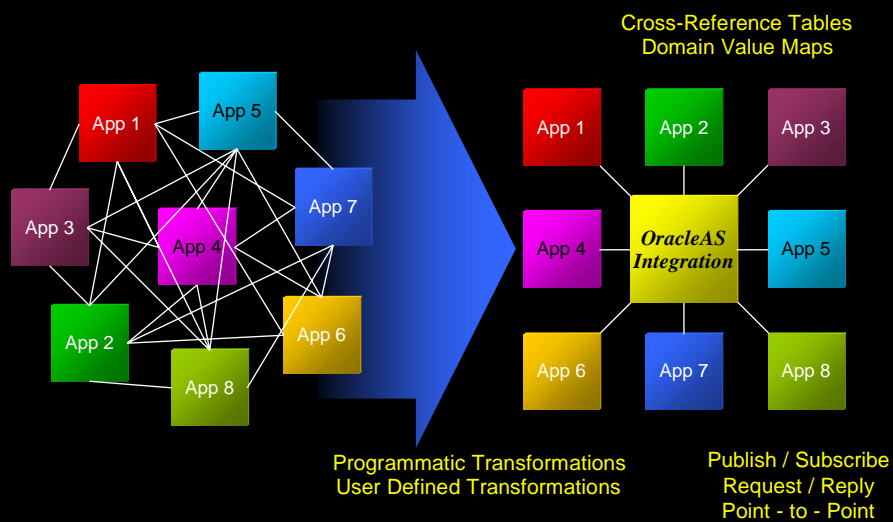 Cross-Reference Tables
Domain Value Maps
App 1
App 5
App 3
App 4
App 7
App 2
App 6
App 8
App 1
App 2
App 3
App 4
OracleAS
Integration
App 5
App 6
App 7
App 8
Programmatic Transformations
User Defined Transformations
Publish / Subscribe
Request / Reply
Point - to - Point